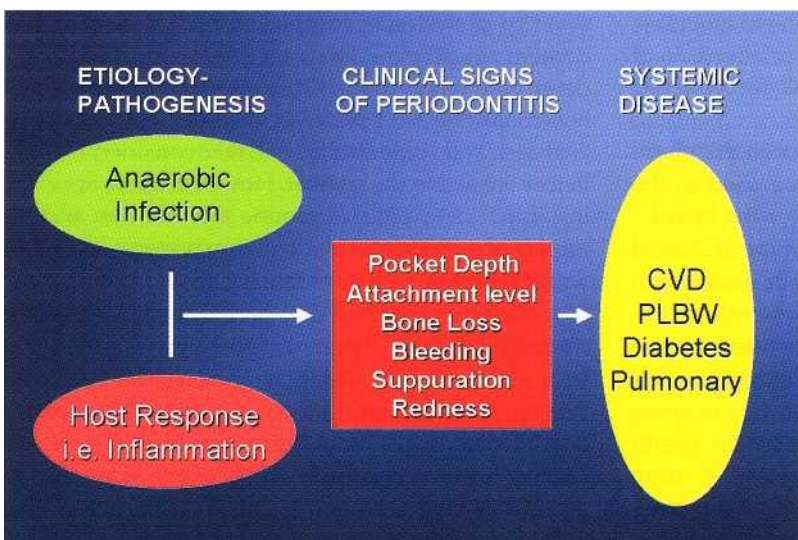 ETIOLOGY-
PATHOGENESIS
CLINICAL SIGNS
OF PERIODONTITIS
SYSTEMIC
DISEASE
Anaerobic
Infection
Host Response
i.e. Inflammation
Pocket Depth
Attachment level
Bone Loss
Bleeding
Suppuration
Redness
CVD
PLBW
Diabetes
Pulmonary